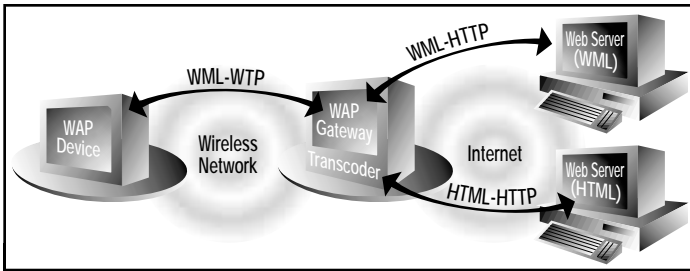 WML-WTP
WAP
Device
Wireless
Network
WAP
Gateway
Transcoder
WML-HTTP
Internet
HTML-HTTP
Web Server
(WML)
Web Server
(HTML)